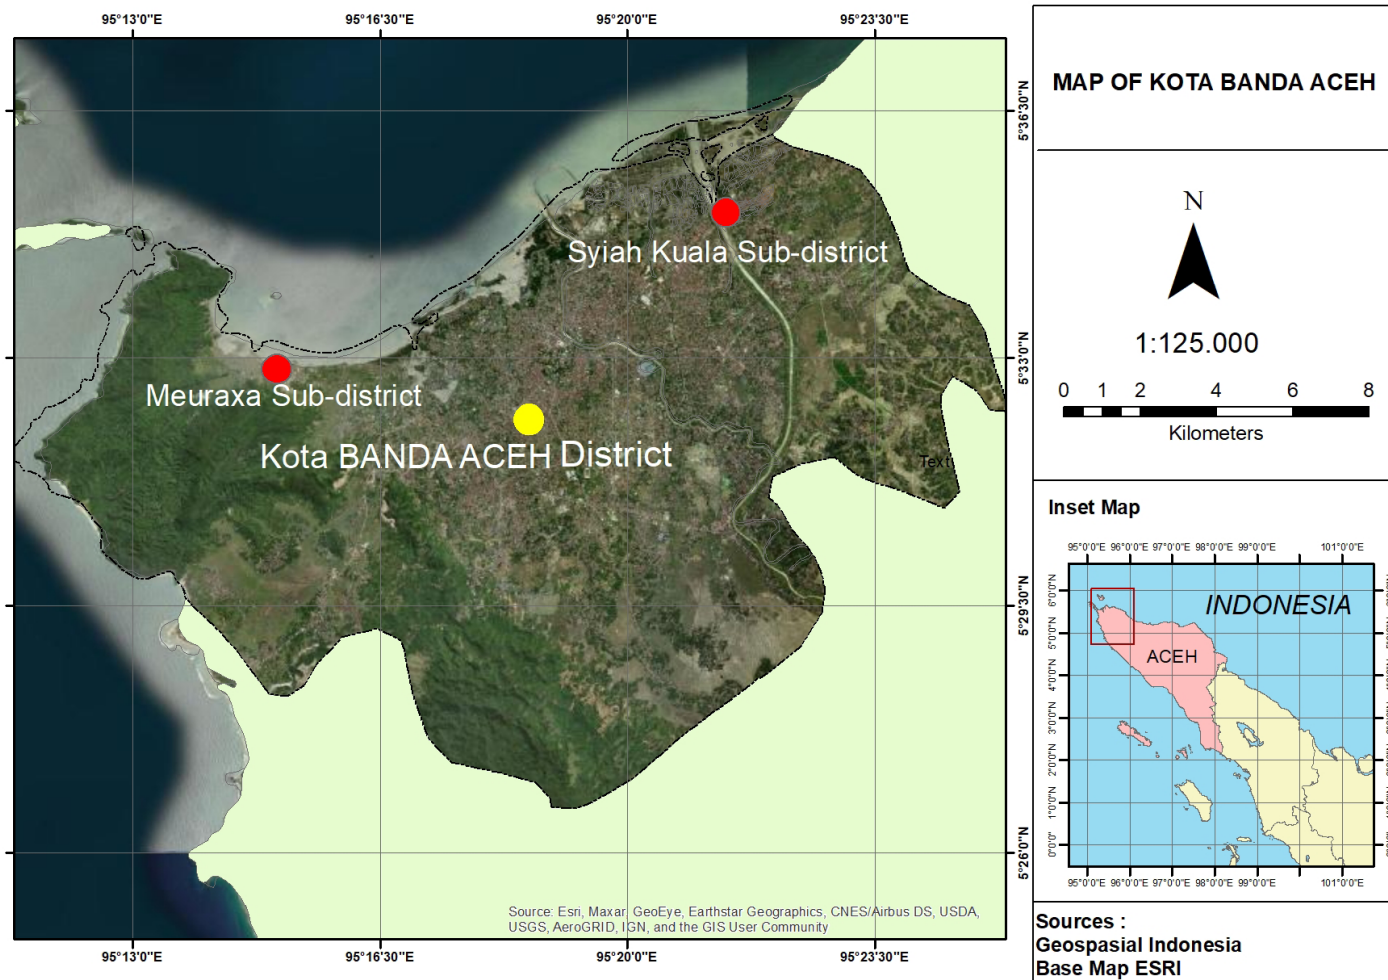 95°13'0"E 95°16'30"E 95°20'0"E 95°23'30"E
5°36'30"N
5°33'0"N
5°29'30"N
5°26'0"N
Syiah Kuala Sub-district
Meuraxa Sub-district
Kota BANDA ACEH District
Text
Source: Esri, Maxar, GeoEye, Earthstar Geographics, CNES/Airbus DS, USDA,
USGS, AeroGRID, IGN, and the GIS User Community
95°13'0"E 95°16'30"E 95°20'0"E 95°23'30"E
MAP OF KOTA BANDA ACEH
N
1:125.000
0 1 2 4 6 8
Kilometers
Inset Map
95°0'0"E 96°0'0"E 97°0'0"E 98°0'0"E 99°0'0"E 101°0'0"E
6°0'0"N
5°0'0"N
4°0'0"N
3°0'0"N
2°0'0"N
1°0'0"N
0°0'0"
INDONESIA
ACEH
95°0'0"E 96°0'0"E 97°0'0"E 98°0'0"E 99°0'0"E 101°0'0"E
Sources :
Geospasial Indonesia
Base Map ESRI